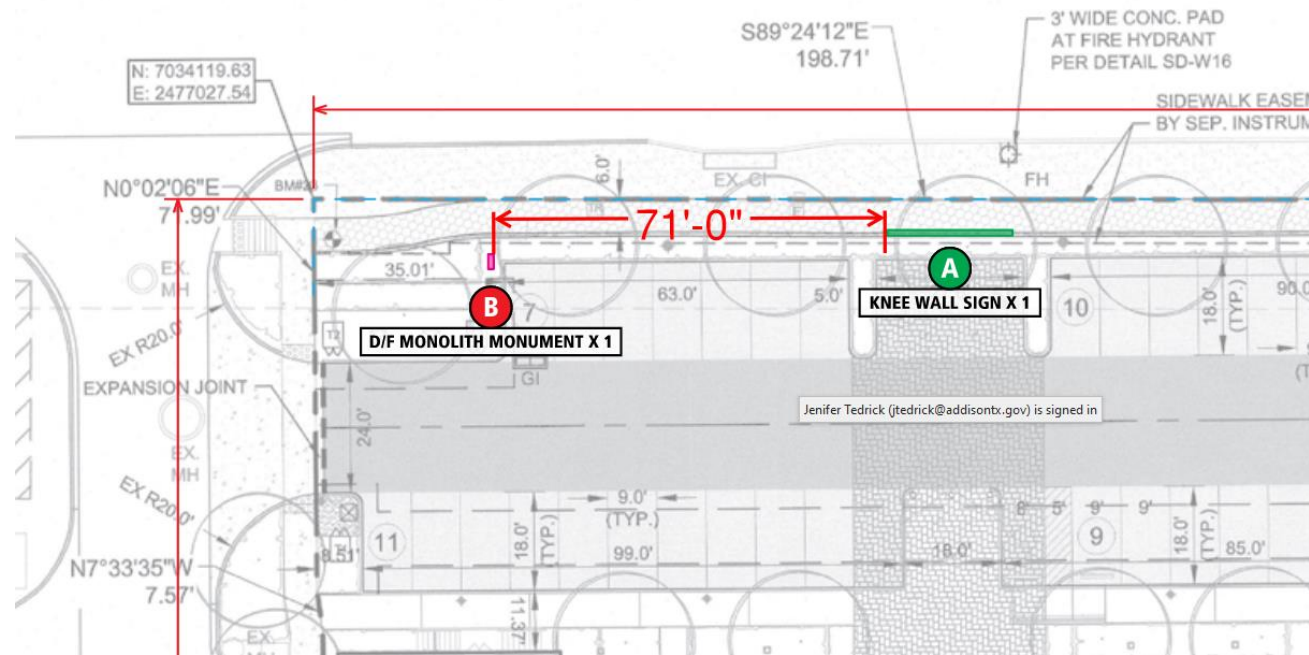 S89°24'12"E
198.71'
3' WIDE CONC. PAD
AT FIRE HYDRANT
PER DETAIL SD-W16
N: 7034119.63
E: 2477027.54
SIDEWALK EASEM
BY SEP. INSTRUM
N0°02'06"E
BM#2
6.0'
EX. CI
FH
71'-0"
EX.
MH
35.01'
A
KNEE WALL SIGN X 1
B
7
63.0'
5.0'
10
18.0'
(TYP.)
90.0
D/F MONOLITH MONUMENT X 1
EX R20.0'
GI
EXPANSION JOINT
24.0'
Jenifer Tedrick (jtedrick@addisontx.gov) is signed in
EX.
MH
EX R20.0'
9.0'
(TYP.)
5'
9'
9'
11
18.0'
(TYP.)
99.0'
18.0'
9
18.0'
(TYP.)
85.0'
N7°33'35"W
7.57'
11.37'
EX.